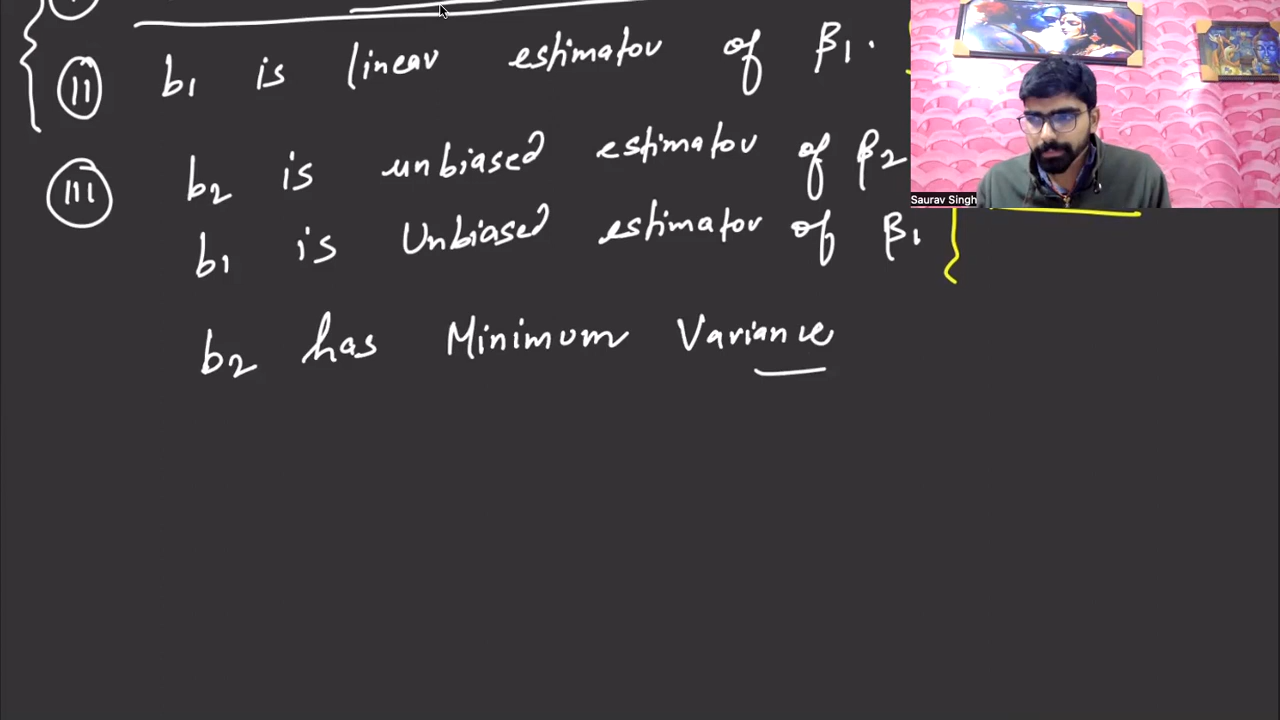 (II) b1 is linear estimator of β1.
(III) b2 is unbiased estimator of β2
b1 is Unbiased estimator of β1
b2 has Minimum Variance
Saurav Singh